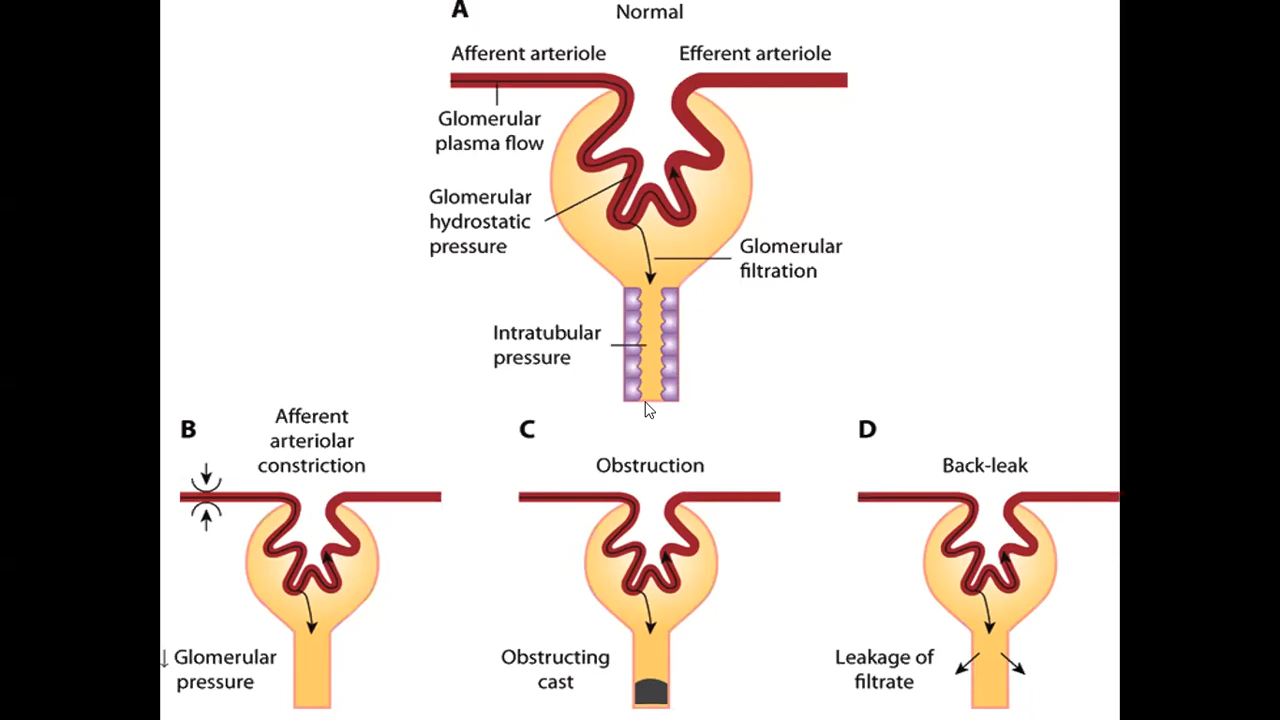 A
Normal
Afferent arteriole
Efferent arteriole
Glomerular
plasma flow
Glomerular
hydrostatic
pressure
Glomerular
filtration
Intratubular
pressure
B
Afferent
arteriolar
constriction
↓ Glomerular
pressure
C
Obstruction
Obstructing
cast
D
Back-leak
Leakage of
filtrate